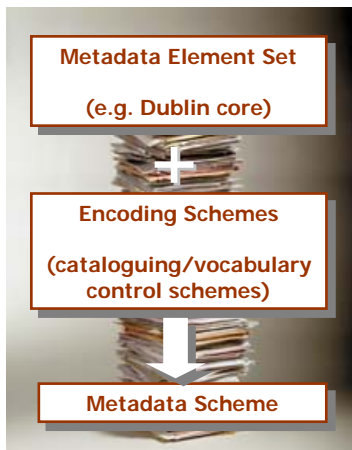 Metadata Element Set
(e.g. Dublin core)
+
Encoding Schemes
(cataloguing/vocabulary
control schemes)
Metadata Scheme